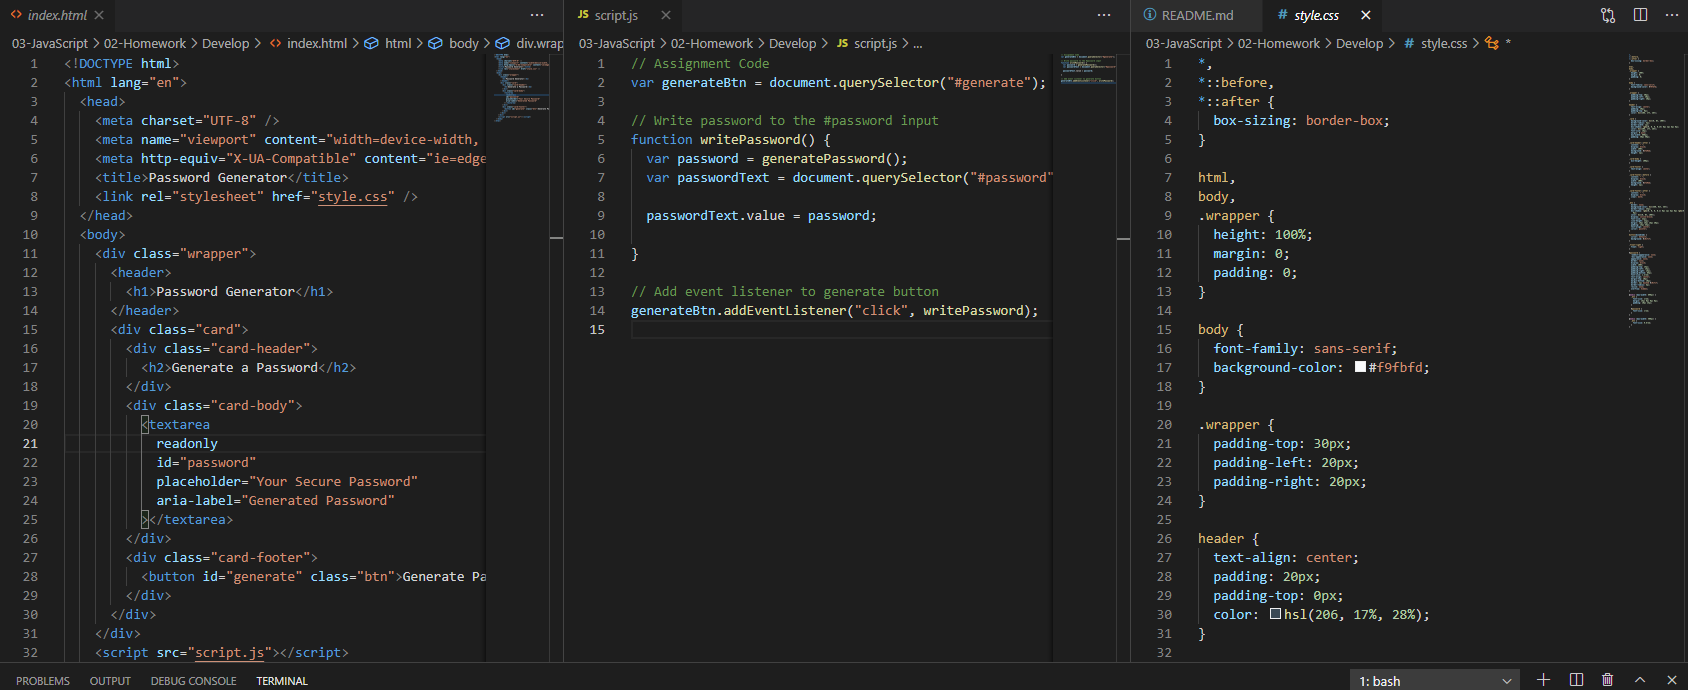 index.html
03-JavaScript > 02-Homework > Develop > index.html > html > body > div.wrap
1 <!DOCTYPE html>
2 <html lang="en">
3 <head>
4 <meta charset="UTF-8" />
5 <meta name="viewport" content="width=device-width,
6 <meta http-equiv="X-UA-Compatible" content="ie=edge
7 <title>Password Generator</title>
8 <link rel="stylesheet" href="style.css" />
9 </head>
10 <body>
11 <div class="wrapper">
12 <header>
13 <h1>Password Generator</h1>
14 </header>
15 <div class="card">
16 <div class="card-header">
17 <h2>Generate a Password</h2>
18 </div>
19 <div class="card-body">
20 <textarea
21 readonly
22 id="password"
23 placeholder="Your Secure Password"
24 aria-label="Generated Password"
25 ></textarea>
26 </div>
27 <div class="card-footer">
28 <button id="generate" class="btn">Generate Pa
29 </div>
30 </div>
31 </div>
32 <script src="script.js"></script>
JS script.js
03-JavaScript > 02-Homework > Develop > JS script.js > ...
1 // Assignment Code
2 var generateBtn = document.querySelector("#generate");
3
4 // Write password to the #password input
5 function writePassword() {
6 var password = generatePassword();
7 var passwordText = document.querySelector("#password"
8
9 passwordText.value = password;
10
11 }
12
13 // Add event listener to generate button
14 generateBtn.addEventListener("click", writePassword);
15
README.md # style.css
03-JavaScript > 02-Homework > Develop > # style.css > *
1 *,
2 *::before,
3 *::after {
4 box-sizing: border-box;
5 }
6
7 html,
8 body,
9 .wrapper {
10 height: 100%;
11 margin: 0;
12 padding: 0;
13 }
14
15 body {
16 font-family: sans-serif;
17 background-color: #f9fbfd;
18 }
19
20 .wrapper {
21 padding-top: 30px;
22 padding-left: 20px;
23 padding-right: 20px;
24 }
25
26 header {
27 text-align: center;
28 padding: 20px;
29 padding-top: 0px;
30 color: hsl(206, 17%, 28%);
31 }
32
PROBLEMS OUTPUT DEBUG CONSOLE TERMINAL
1: bash